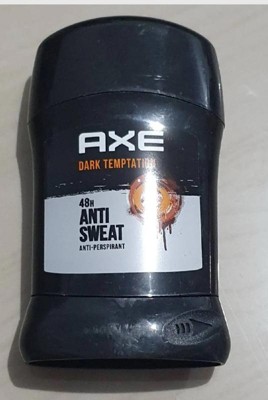 AXE
DARK TEMPTATION
48H
ANTI
SWEAT
ANTI-PERSPIRANT